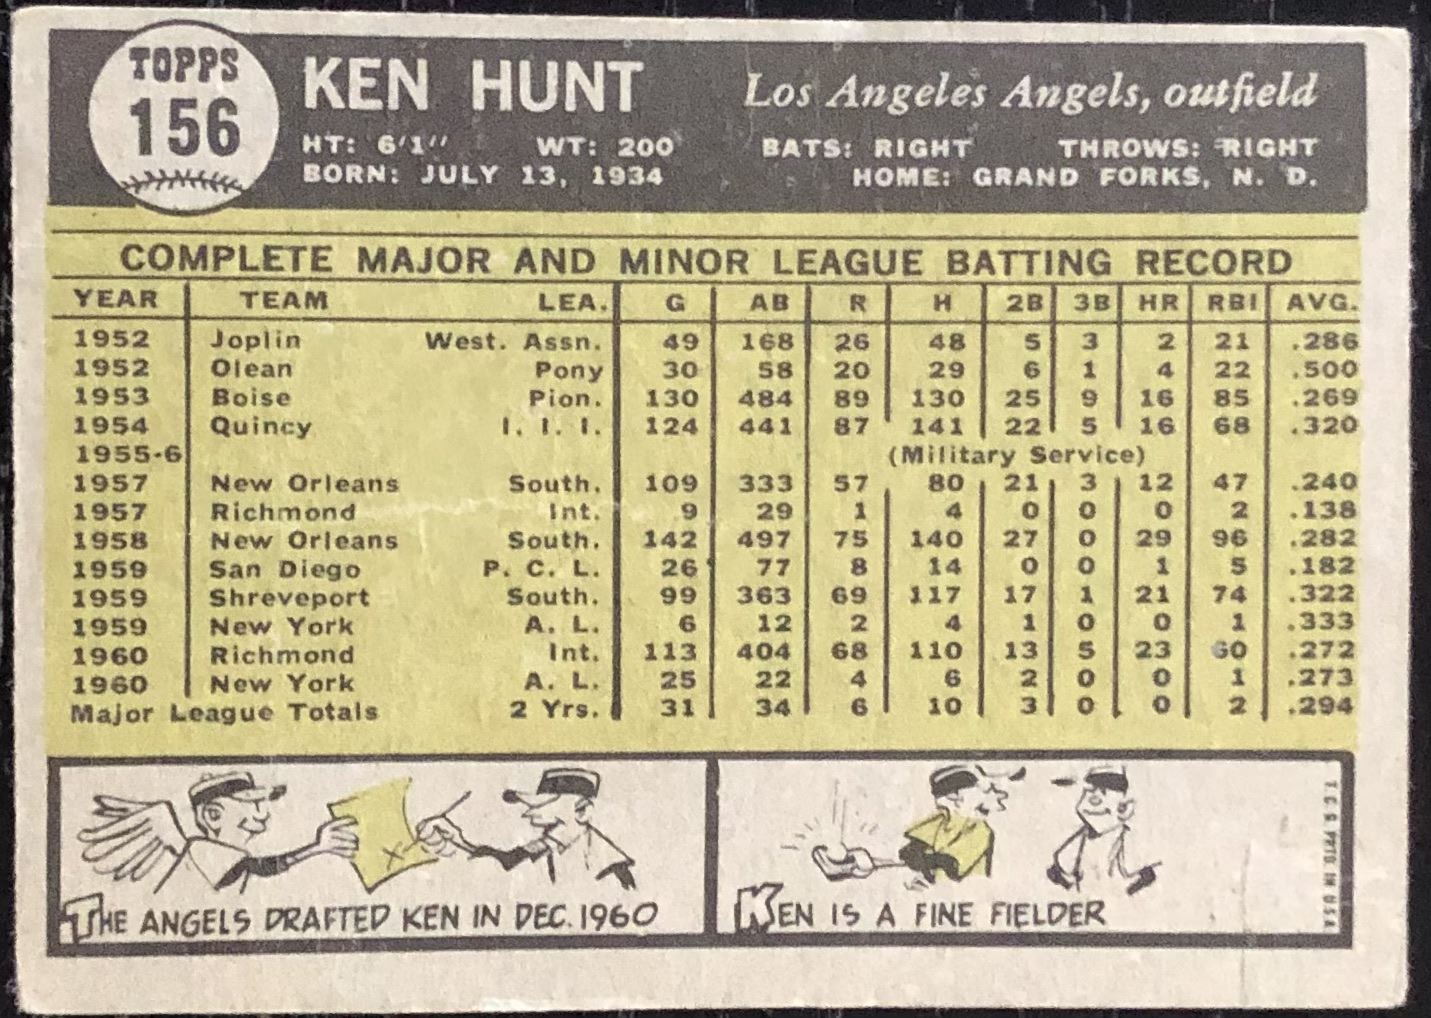 TOPPS
156
KEN HUNT
Los Angeles Angels, outfield
HT: 6'1" WT: 200 BATS: RIGHT THROWS: RIGHT
BORN: JULY 13, 1934 HOME: GRAND FORKS, N. D.
COMPLETE MAJOR AND MINOR LEAGUE BATTING RECORD
YEAR TEAM LEA. G AB R H 2B 3B HR RBI AVG.
1952 Joplin West. Assn. 49 168 26 48 5 3 2 21 .286
1952 Olean Pony 30 58 20 29 6 1 4 22 .500
1953 Boise Pion. 130 484 89 130 25 9 16 85 .269
1954 Quincy I. I. I. 124 441 87 141 22 5 16 68 .320
1955-6 (Military Service)
1957 New Orleans South. 109 333 57 80 21 3 12 47 .240
1957 Richmond Int. 9 29 1 4 0 0 0 2 .138
1958 New Orleans South. 142 497 75 140 27 0 29 96 .282
1959 San Diego P. C. L. 26 77 8 14 0 0 1 5 .182
1959 Shreveport South. 99 363 69 117 17 1 21 74 .322
1959 New York A. L. 6 12 2 4 1 0 0 1 .333
1960 Richmond Int. 113 404 68 110 13 5 23 60 .272
1960 New York A. L. 25 22 4 6 2 0 0 1 .273
Major League Totals 2 Yrs. 31 34 6 10 3 0 0 2 .294
X
THE ANGELS DRAFTED KEN IN DEC. 1960
KEN IS A FINE FIELDER
T.C.G. PRTD. IN U.S.A.